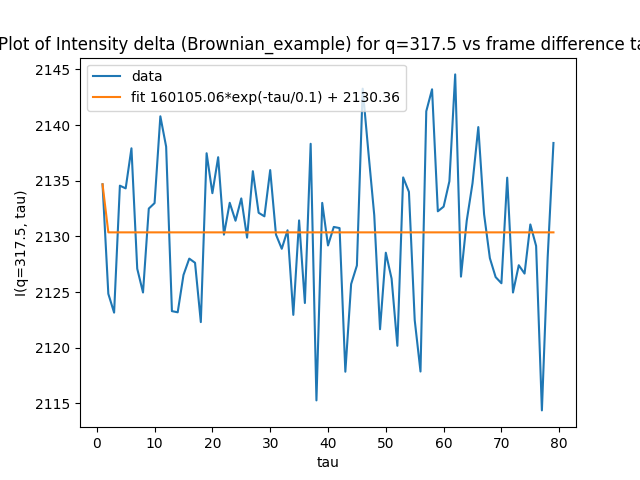 Plot of Intensity delta (Brownian_example) for q=317.5 vs frame difference ta
data
fit 160105.06*exp(-tau/0.1) + 2130.36
I(q=317.5, tau)
2145
2140
2135
2130
2125
2120
2115
0 10 20 30 40 50 60 70 80
tau